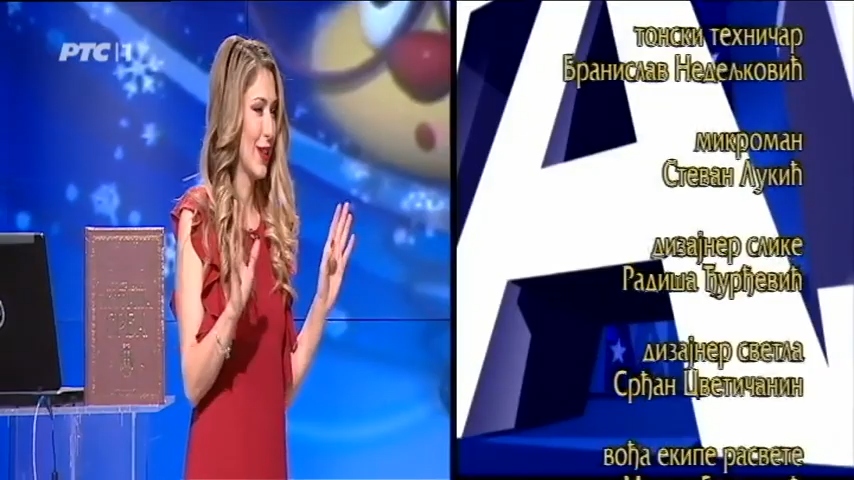 РТС|1
тонски техничар
Бранислав Недељковић
микроман
Стеван Лукић
дизајнер слике
Радиша Ђурђевић
дизајнер светла
Срђан Цветичанин
вођа екипе расвете